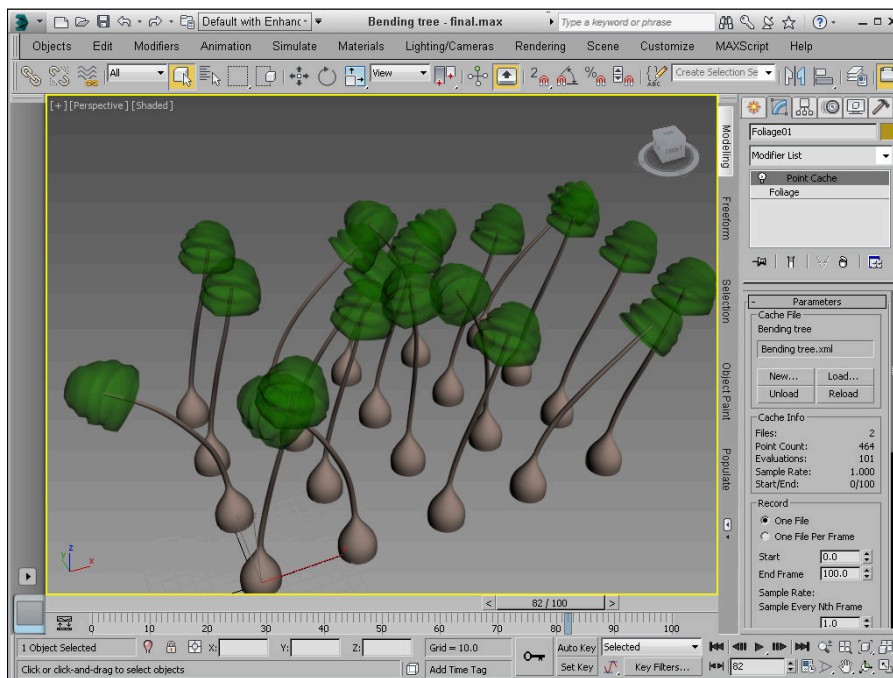 Default with Enhanc
Bending tree - final.max
Type a keyword or phrase
Objects Edit Modifiers Animation Simulate Materials Lighting/Cameras Rendering Scene Customize MAXScript Help
All
View
2
%
ABC
Create Selection Se
[+][Perspective][Shaded]
TOP
FRONT
z
y
x
Modeling
Freeform
Selection
Object Paint
Populate
Foliage01
Modifier List
Point Cache
Foliage
- Parameters
Cache File
Bending tree
Bending tree.xml
New... Load...
Unload Reload
Cache Info
Files: 2
Point Count: 464
Evaluations: 101
Sample Rate: 1.000
Start/End: 0/100
Record
One File
One File Per Frame
Start 0.0
End Frame 100.0
Sample Rate:
Sample Every Nth Frame
1.0
< 82 / 100 >
0 10 20 30 40 50 60 70 80 90 100
1 Object Selected X: Y: Z: Grid = 10.0 Auto Key Selected
Click or click-and-drag to select objects Add Time Tag Set Key Key Filters... 82